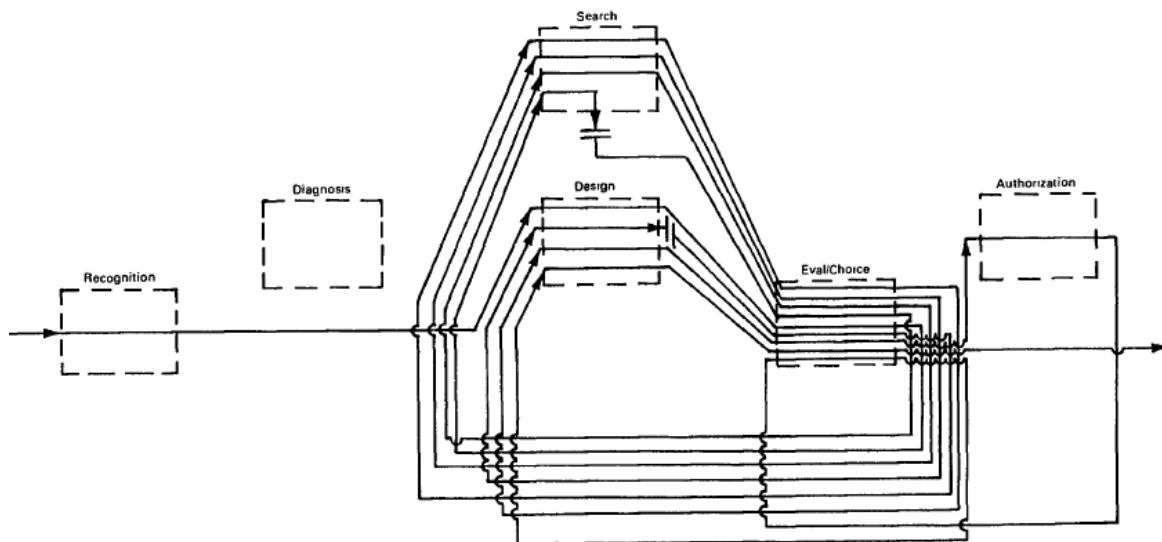 Search
Diagnosis
Design
Authorization
Recognition
Eval/Choice